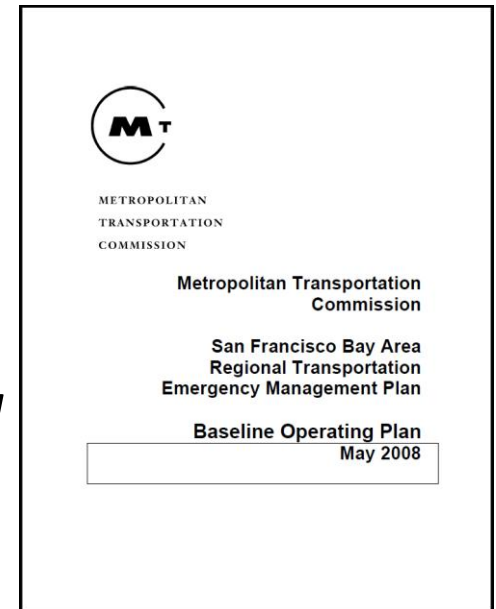 MT
METROPOLITAN
TRANSPORTATION
COMMISSION
Metropolitan Transportation
Commission
San Francisco Bay Area
Regional Transportation
Emergency Management Plan
Baseline Operating Plan
May 2008